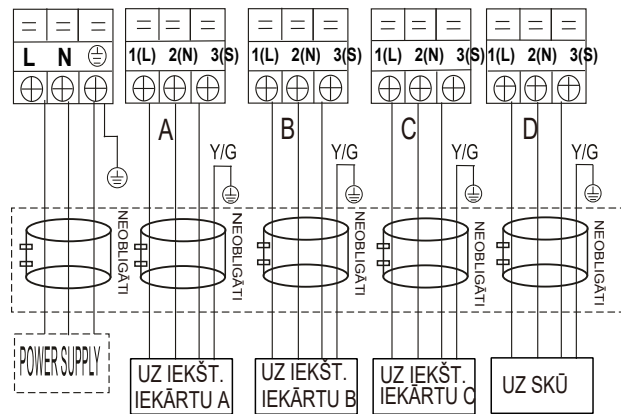 L N
1(L) 2(N) 3(S)
1(L) 2(N) 3(S)
1(L) 2(N) 3(S)
1(L) 2(N) 3(S)
A
B
C
D
Y/G
Y/G
Y/G
Y/G
NEOBLIGĀTI
NEOBLIGĀTI
NEOBLIGĀTI
NEOBLIGĀTI
NEOBLIGĀTI
POWER SUPPLY
UZ IEKŠT.
IEKĀRTU A
UZ IEKŠT.
IEKĀRTU B
UZ IEKŠT.
IEKĀRTU C
UZ SKŪ